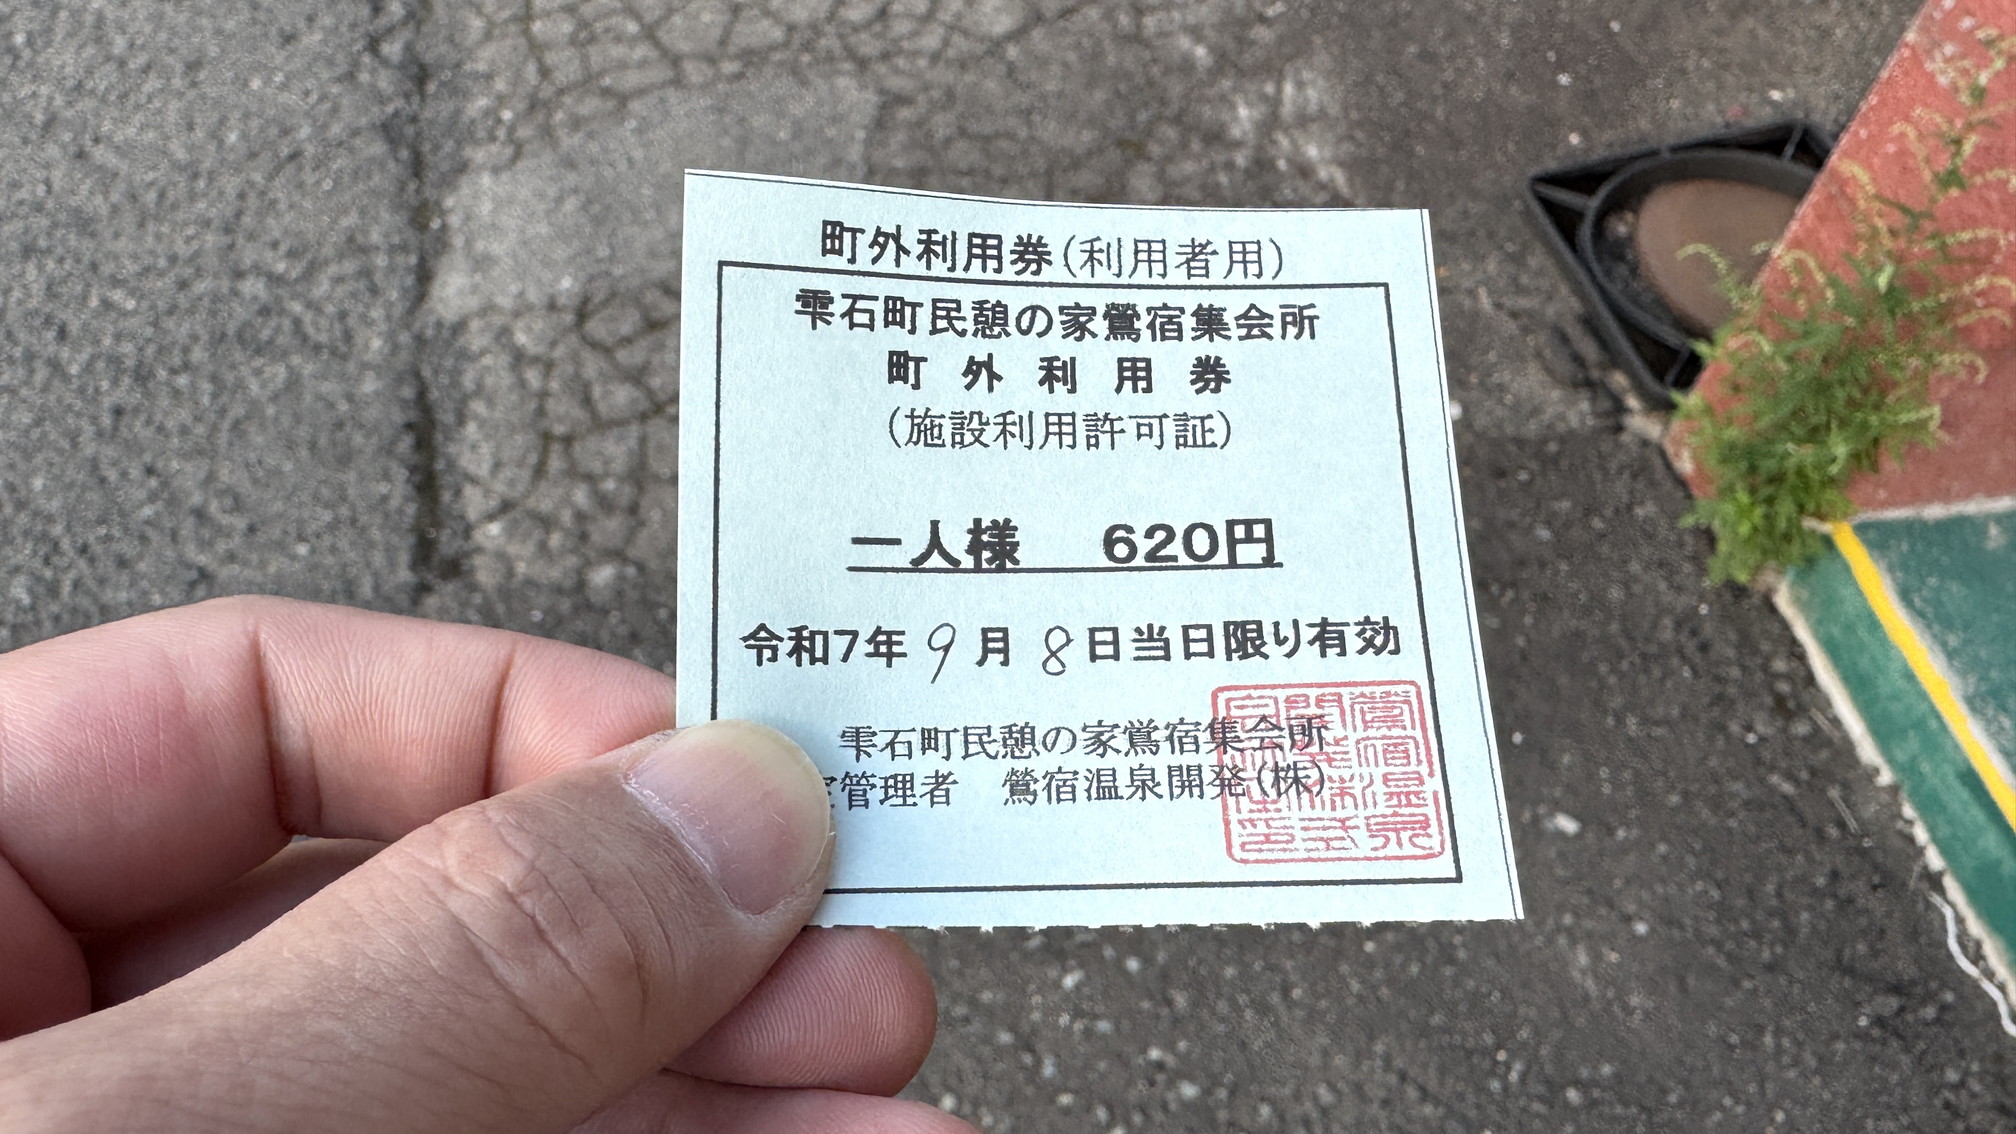 町外利用券(利用者用)
雫石町民憩の家鶯宿集会所
町外利用券
(施設利用許可証)
一人様 620円
令和7年9月8日当日限り有効
雫石町民憩の家鶯宿集会所
管理者 鶯宿温泉開発(株)